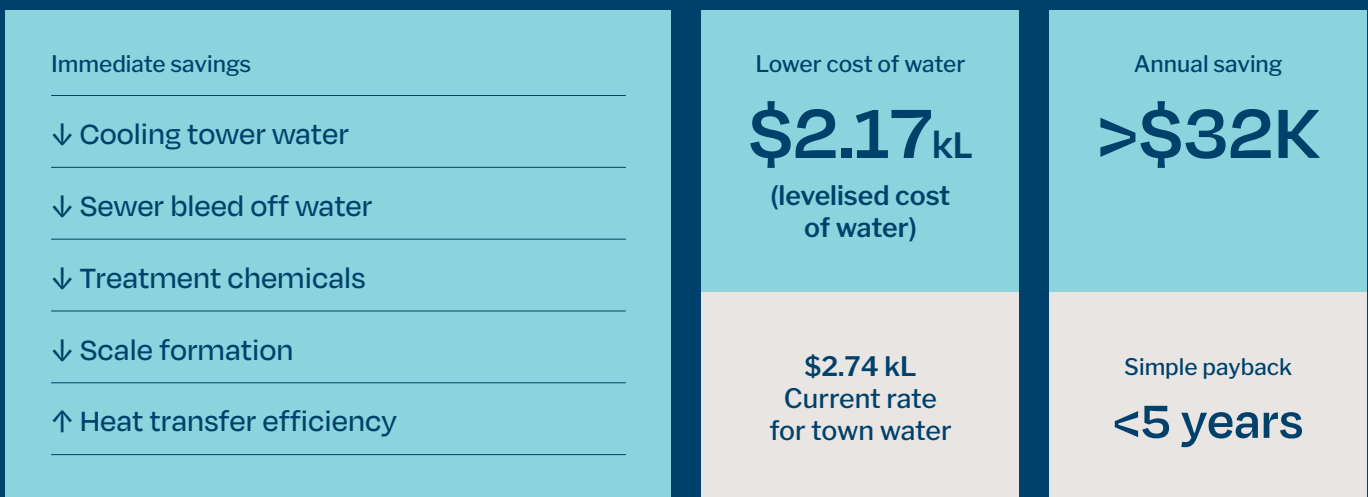 Immediate savings
↓ Cooling tower water
↓ Sewer bleed off water
↓ Treatment chemicals
↓ Scale formation
↑ Heat transfer efficiency
Lower cost of water
$2.17kL
(levelised cost
of water)
$2.74 kL
Current rate
for town water
Annual saving
>$32K
Simple payback
<5 years